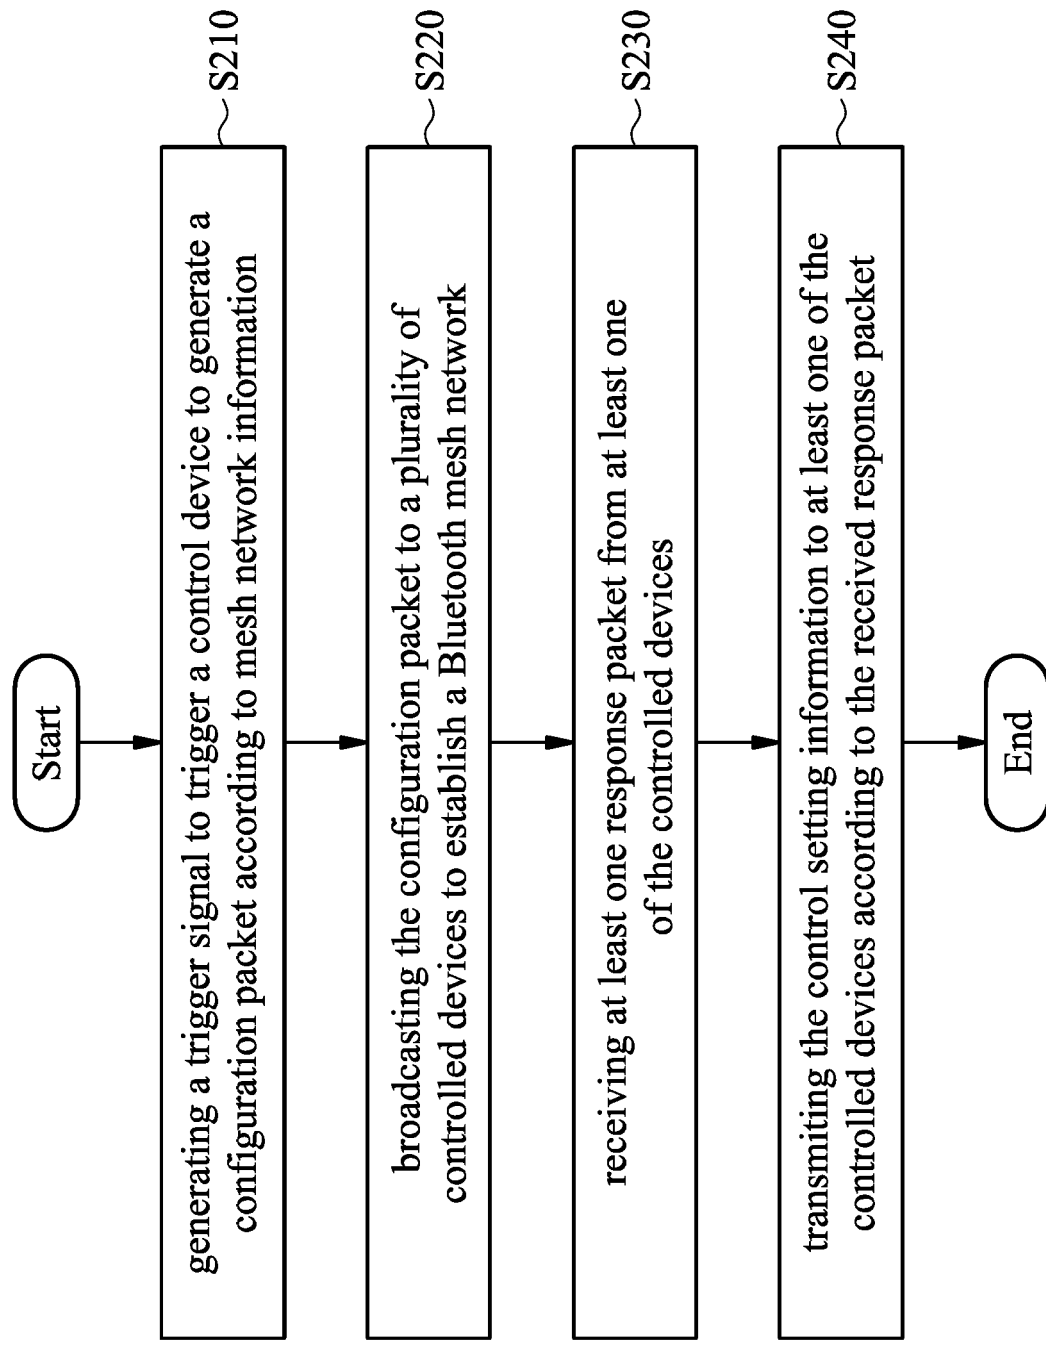 Start
generating a trigger signal to trigger a control device to generate a
configuration packet according to mesh network information
S210
broadcasting the configuration packet to a plurality of
controlled devices to establish a Bluetooth mesh network
S220
receiving at least one response packet from at least one
of the controlled devices
S230
transmiting the control setting information to at least one of the
controlled devices according to the received response packet
S240
End